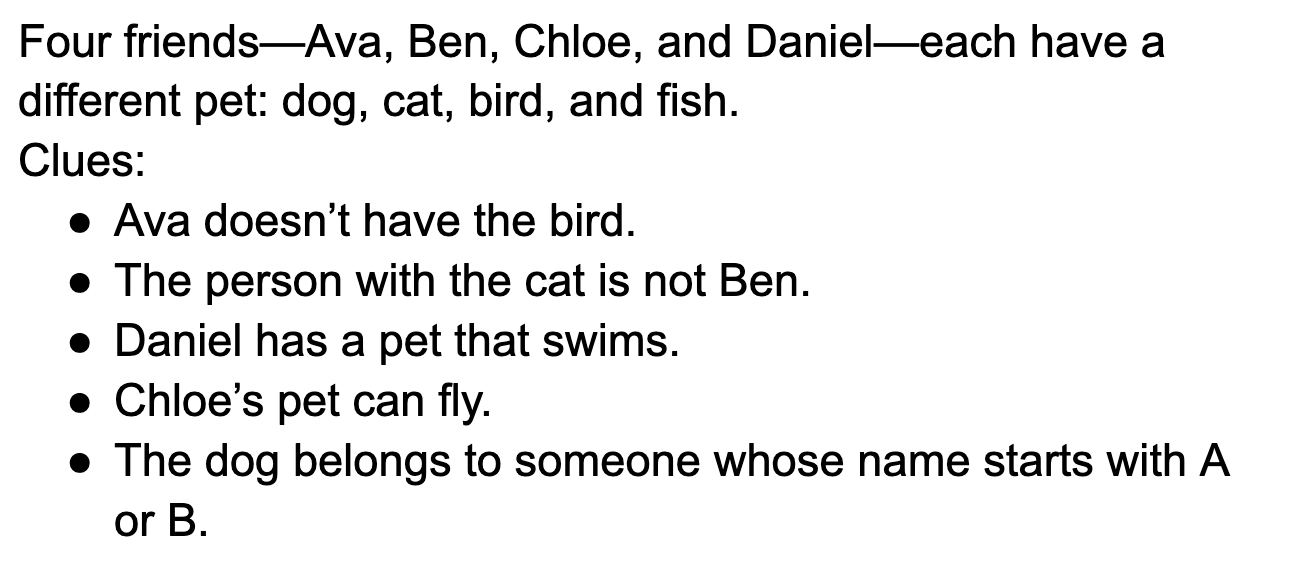 Four friends—Ava, Ben, Chloe, and Daniel—each have a
different pet: dog, cat, bird, and fish.
Clues:
● Ava doesn’t have the bird.
● The person with the cat is not Ben.
● Daniel has a pet that swims.
● Chloe’s pet can fly.
● The dog belongs to someone whose name starts with A
or B.